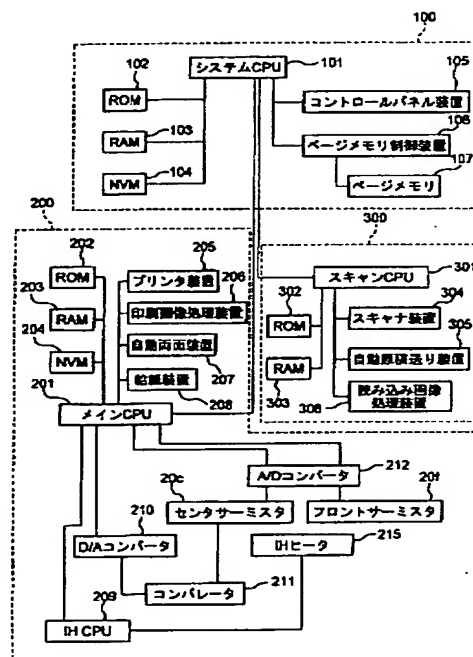 100
102
システムCPU
101
105
ROM
コントロールパネル装置
103
106
RAM
ページメモリ制御装置
104
107
NVM
ページメモリ
200
300
202
205
ROM
プリンタ装置
206
スキャンCPU
301
203
印刷画像処理装置
302
304
RAM
ROM
スキャナ装置
204
自動両面装置
305
NVM
207
RAM
自動原稿送り装置
201
給紙装置
303
208
読み込み画像
処理装置
306
メインCPU
A/Dコンバータ
212
20c
20f
210
センタサーミスタ
フロントサーミスタ
D/Aコンバータ
IHヒータ
215
コンパレータ
211
209
IH CPU